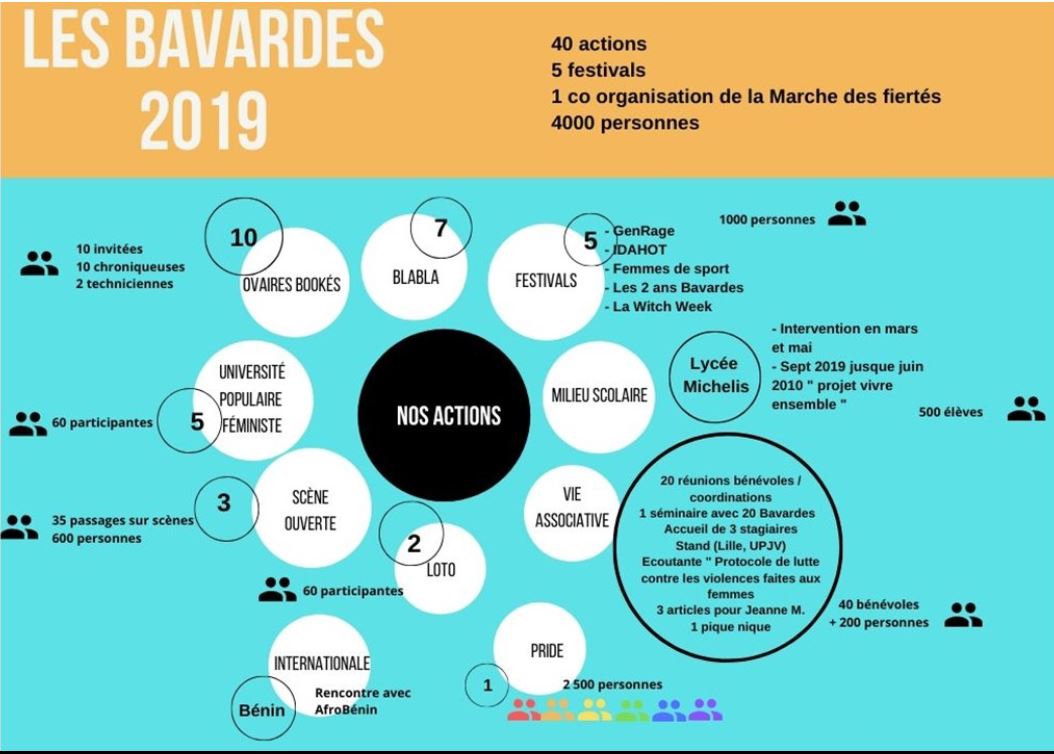 LES BAVARDES
2019
40 actions
5 festivals
1 co organisation de la Marche des fiertés
4000 personnes
10 invitées
10 chroniqueuses
2 techniciennes
10
OVAIRES BOOKÉS
7
BLABLA
5
FESTIVALS
- GenRage
- IDAHOT
- Femmes de sport
- Les 2 ans Bavardes
- La Witch Week
1000 personnes
UNIVERSITÉ
POPULAIRE
FÉMINISTE
5
60 participantes
NOS ACTIONS
MILIEU SCOLAIRE
Lycée
Michelis
- Intervention en mars
et mai
- Sept 2019 jusque juin
2010 " projet vivre
ensemble "
500 élèves
3
SCÈNE
OUVERTE
35 passages sur scènes
600 personnes
2
LOTO
60 participantes
VIE
ASSOCIATIVE
20 réunions bénévoles /
coordinations
1 séminaire avec 20 Bavardes
Accueil de 3 stagiaires
Stand (Lille, UPJV)
Ecoutante " Protocole de lutte
contre les violences faites aux
femmes
3 articles pour Jeanne M.
1 pique nique
40 bénévoles
+ 200 personnes
INTERNATIONALE
Bénin
Rencontre avec
AfroBénin
PRIDE
1
2 500 personnes